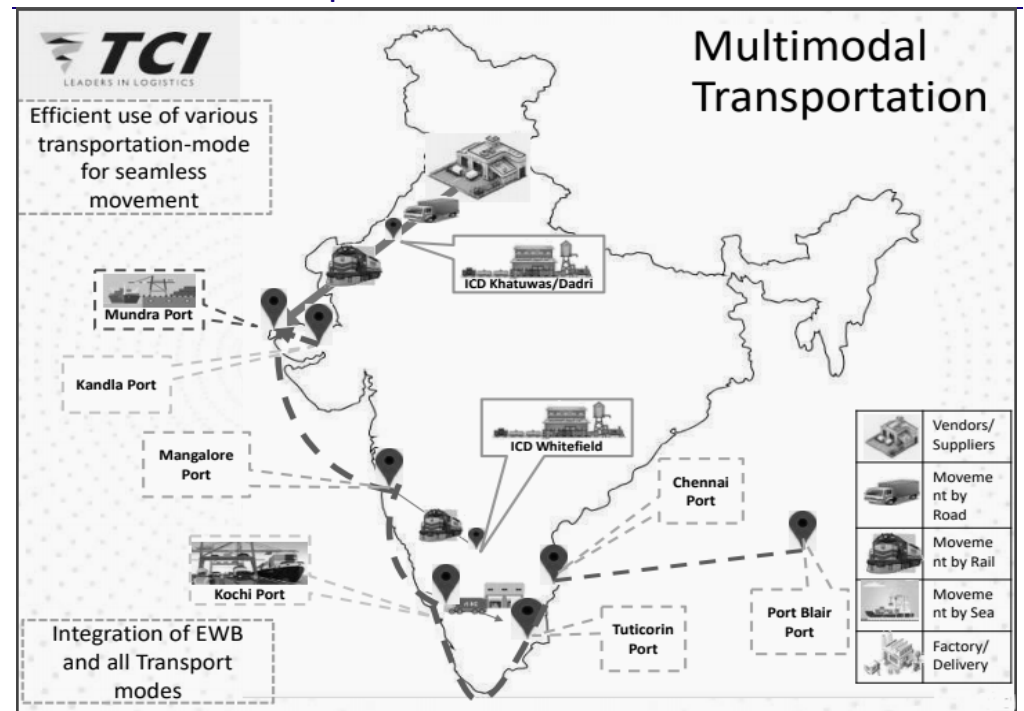 TCI
LEADERS IN LOGISTICS
Multimodal
Transportation
Efficient use of various
transportation-mode
for seamless
movement
ICD Khatuwas/Dadri
Mundra Port
Kandla Port
Mangalore
Port
ICD Whitefield
Chennai
Port
Kochi Port
Tuticorin
Port
Port Blair
Port
Vendors/
Suppliers
Moveme
nt by
Road
Moveme
nt by Rail
Moveme
nt by Sea
Factory/
Delivery
Integration of EWB
and all Transport
modes